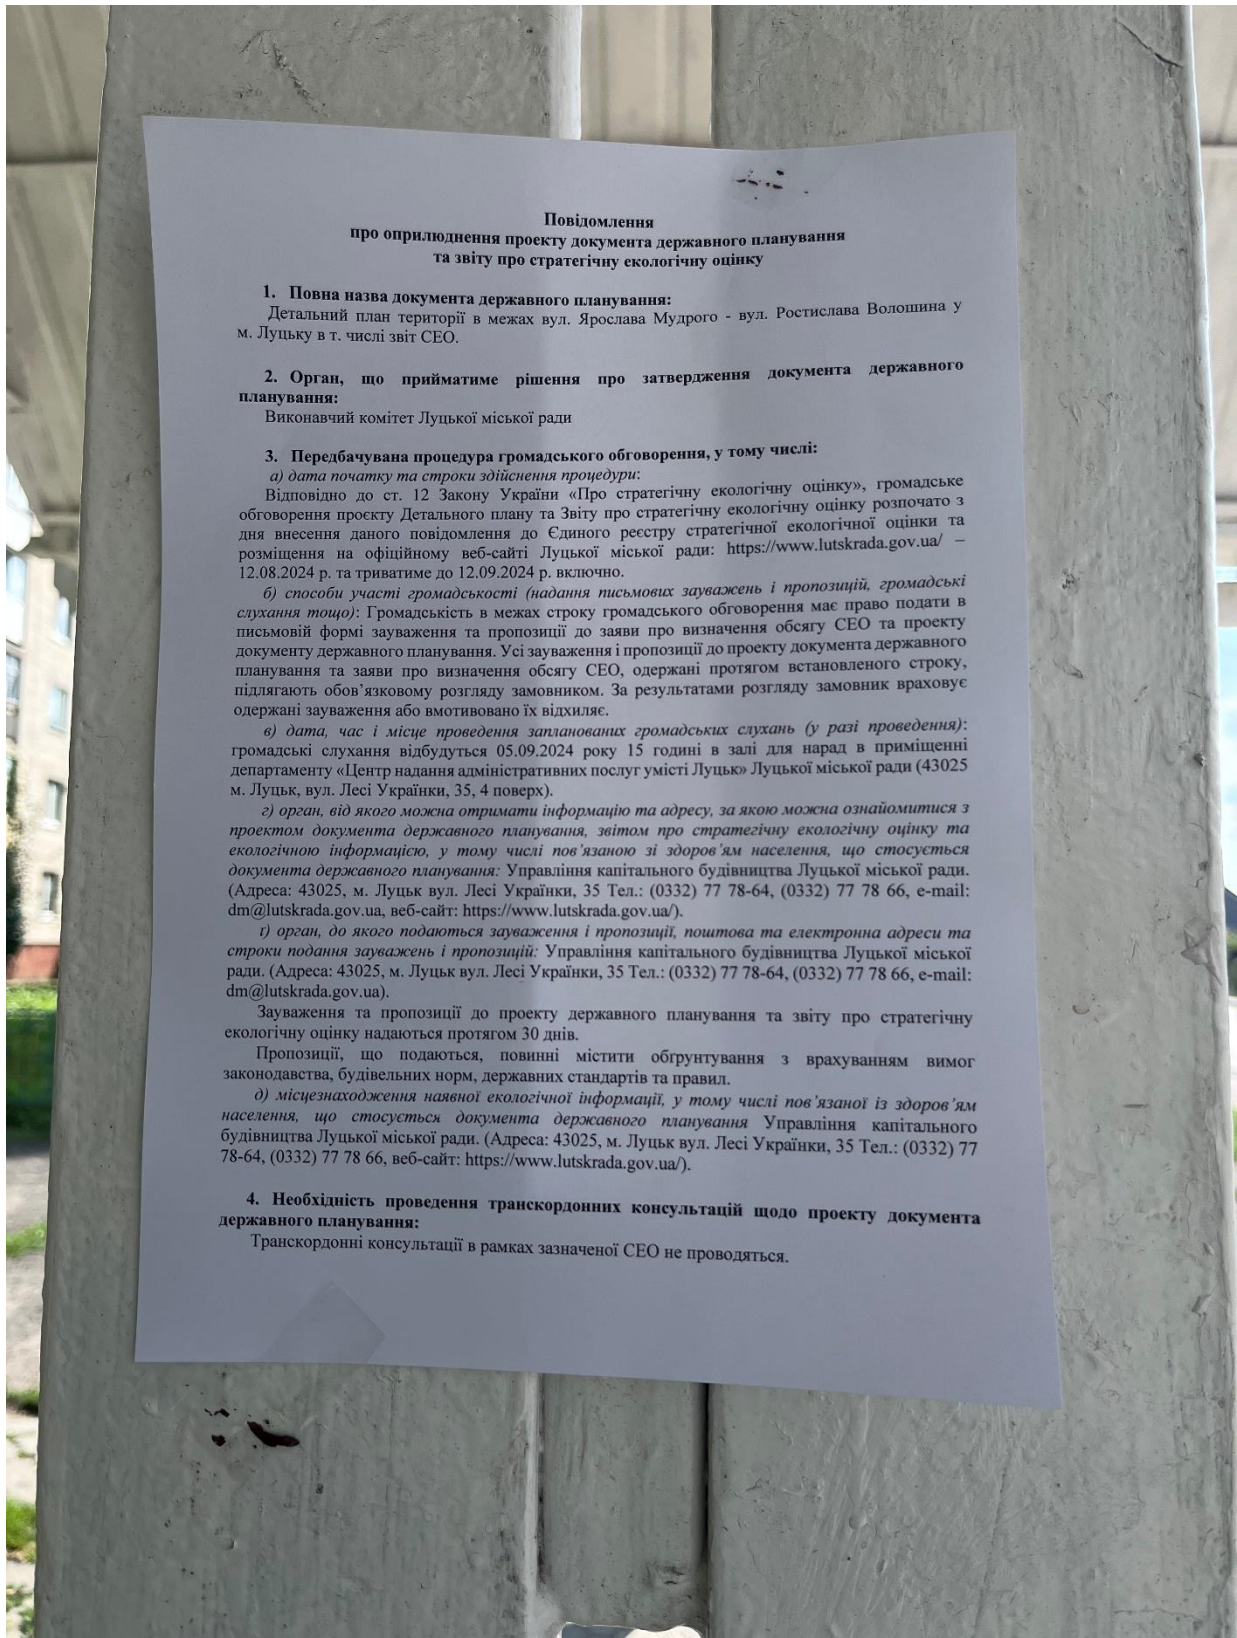 Повідомлення
про оприлюднення проекту документа державного планування
та звіту про стратегічну екологічну оцінку
1. Повна назва документа державного планування:
Детальний план території в межах вул. Ярослава Мудрого - вул. Ростислава Волошина у
м. Луцьку в т. числі звіт СЕО.
2. Орган, що прийматиме рішення про затвердження документа державного
планування:
Виконавчий комітет Луцької міської ради
3. Передбачувана процедура громадського обговорення, у тому числі:
а) дата початку та строки здійснення процедури:
Відповідно до ст. 12 Закону України «Про стратегічну екологічну оцінку», громадське
обговорення проєкту Детального плану та Звіту про стратегічну екологічну оцінку розпочато з
дня внесення даного повідомлення до Єдиного реєстру стратегічної екологічної оцінки та
розміщення на офіційному веб-сайті Луцької міської ради: https://www.lutskrada.gov.ua/ –
12.08.2024 р. та триватиме до 12.09.2024 р. включно.
б) способи участі громадськості (надання письмових зауважень і пропозицій, громадські
слухання тощо): Громадськість в межах строку громадського обговорення має право подати в
письмовій формі зауваження та пропозиції до заяви про визначення обсягу СЕО та проекту
документу державного планування. Усі зауваження і пропозиції до проекту документа державного
планування та заяви про визначення обсягу СЕО, одержані протягом встановленого строку,
підлягають обов’язковому розгляду замовником. За результатами розгляду замовник враховує
одержані зауваження або вмотивовано їх відхиляє.
в) дата, час і місце проведення запланованих громадських слухань (у разі проведення):
громадські слухання відбудуться 05.09.2024 року 15 годині в залі для нарад в приміщенні
департаменту «Центр надання адміністративних послуг умісті Луцьк» Луцької міської ради (43025
м. Луцьк, вул. Лесі Українки, 35, 4 поверх).
г) орган, від якого можна отримати інформацію та адресу, за якою можна ознайомитися з
проектом документа державного планування, звітом про стратегічну екологічну оцінку та
екологічною інформацією, у тому числі пов’язаною зі здоров’ям населення, що стосується
документа державного планування: Управління капітального будівництва Луцької міської ради.
(Адреса: 43025, м. Луцьк вул. Лесі Українки, 35 Тел.: (0332) 77 78-64, (0332) 77 78 66, e-mail:
dm@lutskrada.gov.ua, веб-сайт: https://www.lutskrada.gov.ua/).
ґ) орган, до якого подаються зауваження і пропозиції, поштова та електронна адреси та
строки подання зауважень і пропозицій: Управління капітального будівництва Луцької міської
ради. (Адреса: 43025, м. Луцьк вул. Лесі Українки, 35 Тел.: (0332) 77 78-64, (0332) 77 78 66, e-mail:
dm@lutskrada.gov.ua).
Зауваження та пропозиції до проекту державного планування та звіту про стратегічну
екологічну оцінку надаються протягом 30 днів.
Пропозиції, що подаються, повинні містити обґрунтування з врахуванням вимог
законодавства, будівельних норм, державних стандартів та правил.
д) місцезнаходження наявної екологічної інформації, у тому числі пов’язаної із здоров’ям
населення, що стосується документа державного планування Управління капітального
будівництва Луцької міської ради. (Адреса: 43025, м. Луцьк вул. Лесі Українки, 35 Тел.: (0332) 77
78-64, (0332) 77 78 66, веб-сайт: https://www.lutskrada.gov.ua/).
4. Необхідність проведення транскордонних консультацій щодо проекту документа
державного планування:
Транскордонні консультації в рамках зазначеної СЕО не проводяться.